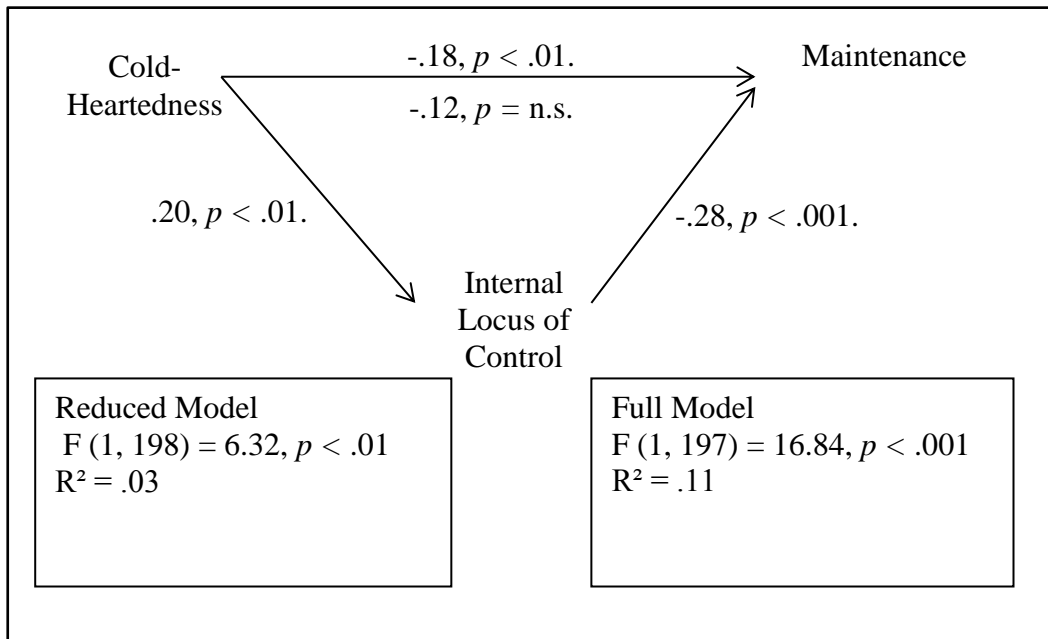 Cold-
Heartedness
-.18, p < .01.
-.12, p = n.s.
Maintenance
.20, p < .01.
-.28, p < .001.
Internal
Locus of
Control
Reduced Model
F (1, 198) = 6.32, p < .01
R² = .03
Full Model
F (1, 197) = 16.84, p < .001
R² = .11